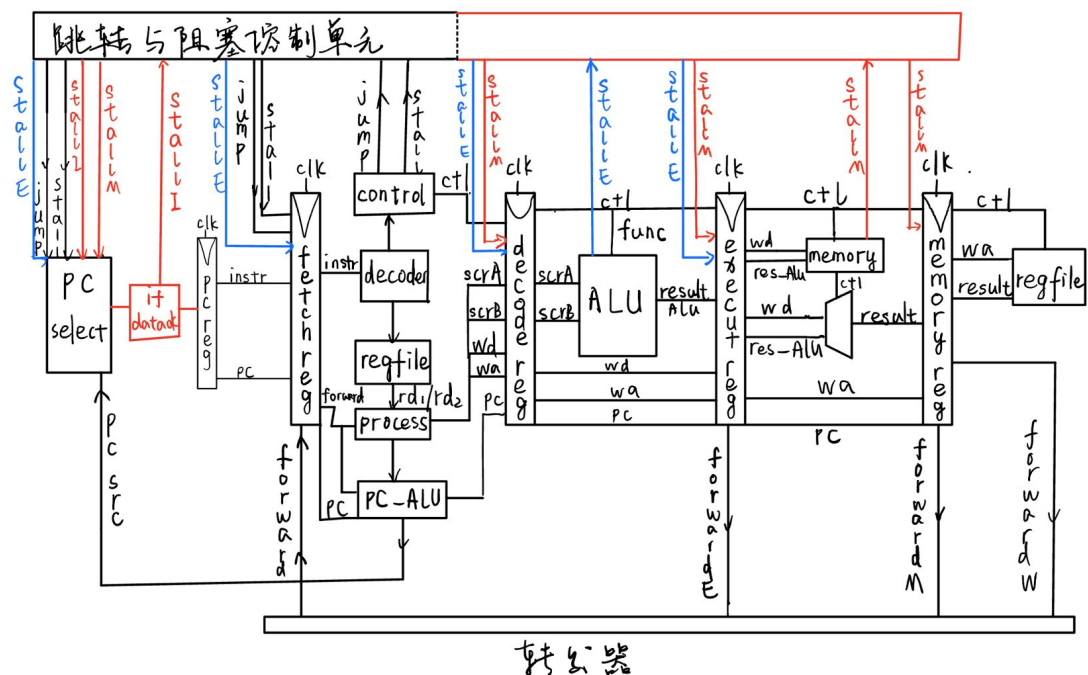 跳转与阻塞控制单元
stallE
jump
stall
stallI
stallM
stallI
stallE
jump
stall
jump
stall
stallE
stallM
stallE
stallE
stallM
stallM
stallM
clk
clk
clk
clk
clk
PC select
if datack
pc reg
instr
PC
fetch reg
instr
control
ctl
decoder
regfile
rd1/rd2
forward
process
PC
PC_ALU
PC
scrA
scrB
wd
wa
decode reg
ctl
func
scrA
scrB
ALU
result ALU
wd
wa
PC
execut reg
ctl
wd
res_Alu
memory
ctl
wd
res_ALU
result
wa
PC
memory reg
ctl
wa
result
regfile
PC src
forward
forwardE
forwardM
forwardW
转发器